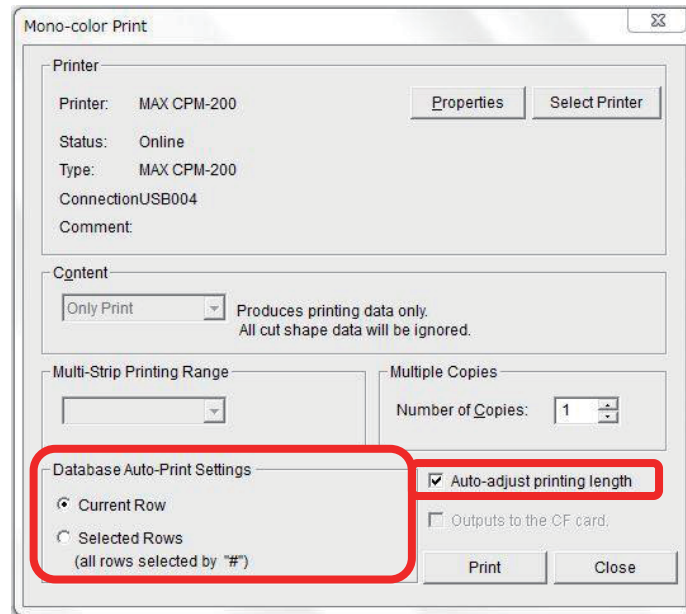 Mono-color Print
Printer
Printer: MAX CPM-200
Properties
Select Printer
Status: Online
Type: MAX CPM-200
ConnectionUSB004
Comment:
Content
Only Print
Produces printing data only.
All cut shape data will be ignored.
Multi-Strip Printing Range
Multiple Copies
Number of Copies: 1
Database Auto-Print Settings
Auto-adjust printing length
Current Row
Outputs to the CF card.
Selected Rows
(all rows selected by "#")
Print
Close